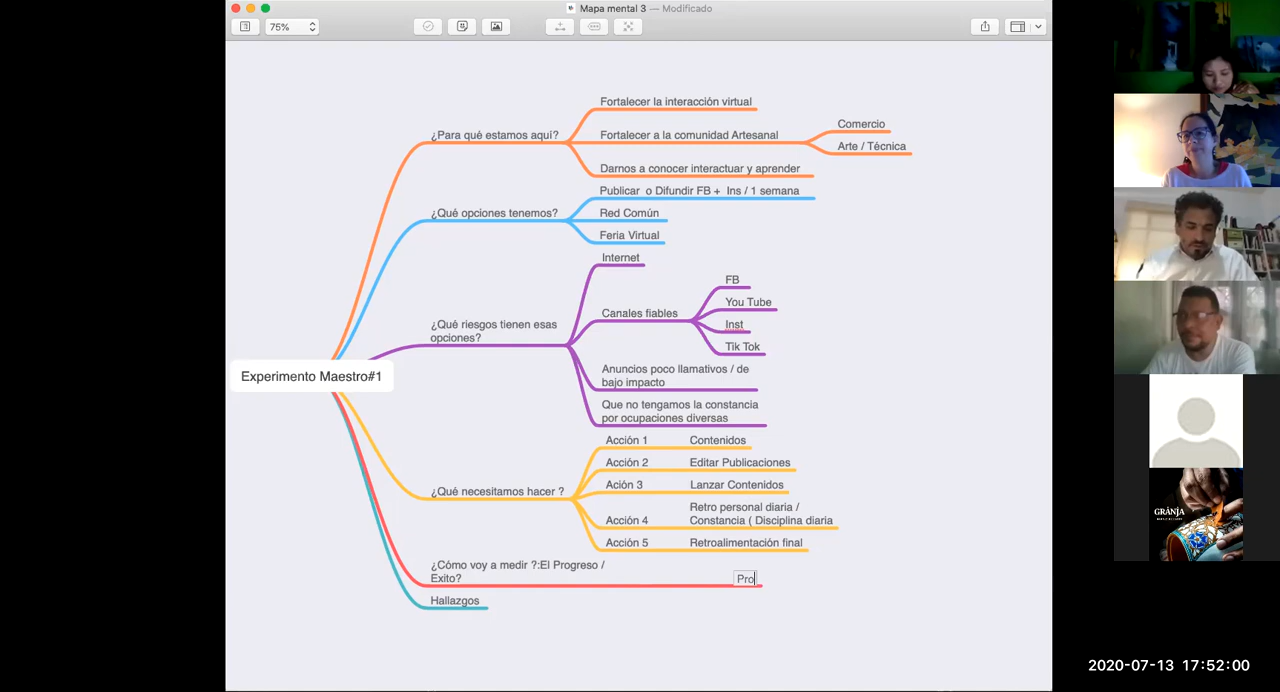 Mapa mental 3 — Modificado
75%
¿Para qué estamos aquí?
Fortalecer la interacción virtual
Fortalecer a la comunidad Artesanal
Comercio
Arte / Técnica
Darnos a conocer interactuar y aprender
¿Qué opciones tenemos?
Publicar o Difundir FB + Ins / 1 semana
Red Común
Feria Virtual
¿Qué riesgos tienen esas
opciones?
Internet
Canales fiables
FB
You Tube
Inst
Tik Tok
Anuncios poco llamativos / de
bajo impacto
Que no tengamos la constancia
por ocupaciones diversas
Experimento Maestro#1
¿Qué necesitamos hacer ?
Acción 1 Contenidos
Acción 2 Editar Publicaciones
Ación 3 Lanzar Contenidos
Acción 4 Retro personal diaria /
Constancia ( Disciplina diaria
Acción 5 Retroalimentación final
¿Cómo voy a medir ?:El Progreso /
Exito?
Pro
Hallazgos
GRANJA
2020-07-13 17:52:00